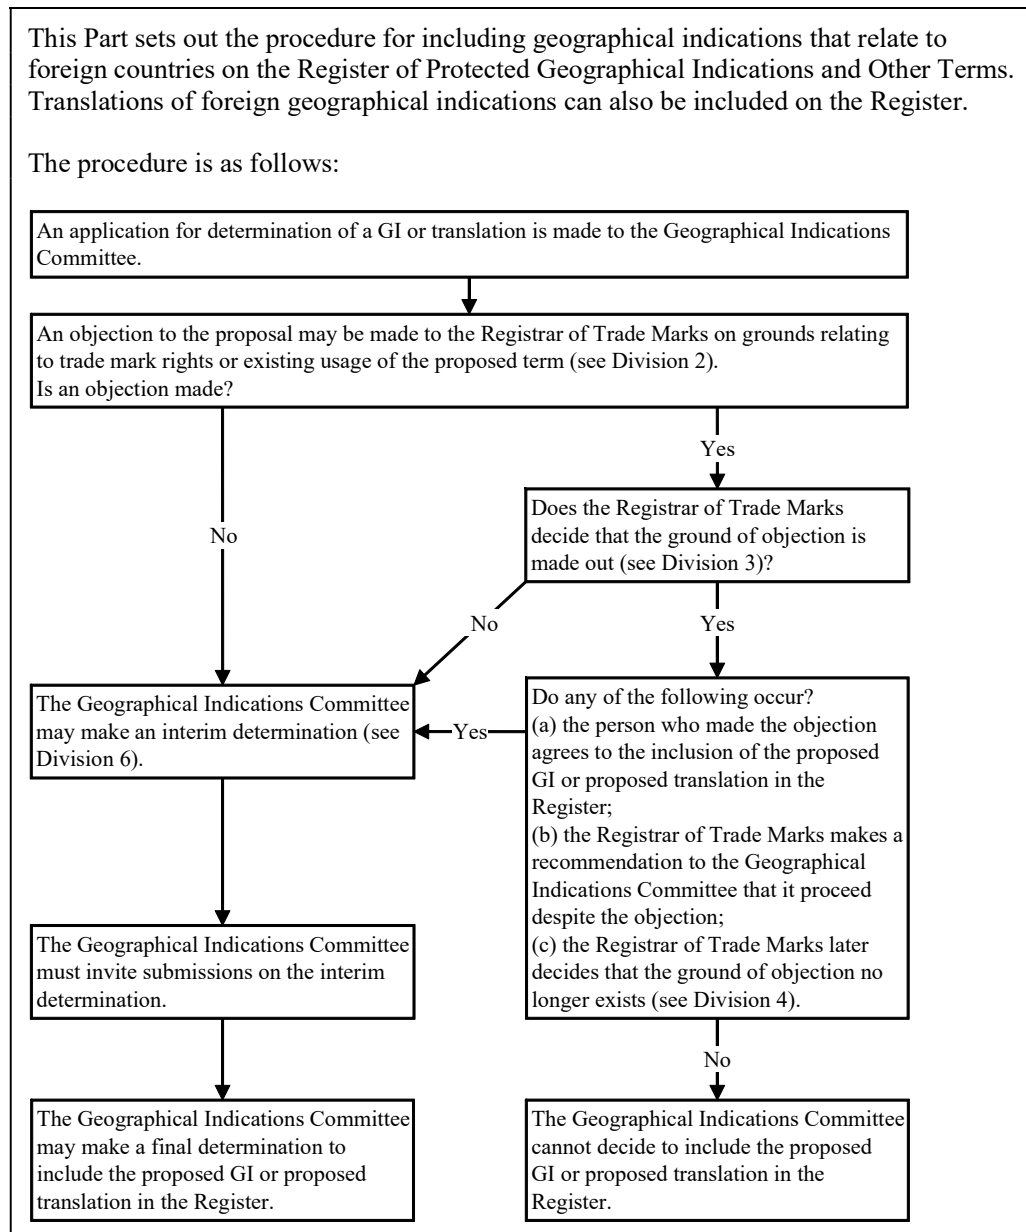 This Part sets out the procedure for including geographical indications that relate to
foreign countries on the Register of Protected Geographical Indications and Other Terms.
Translations of foreign geographical indications can also be included on the Register.
The procedure is as follows:
An application for determination of a GI or translation is made to the Geographical Indications
Committee.
An objection to the proposal may be made to the Registrar of Trade Marks on grounds relating
to trade mark rights or existing usage of the proposed term (see Division 2).
Is an objection made?
Yes
Does the Registrar of Trade Marks
decide that the ground of objection is
made out (see Division 3)?
No
No
Yes
The Geographical Indications Committee
may make an interim determination (see
Division 6).
Yes
Do any of the following occur?
(a) the person who made the objection
agrees to the inclusion of the proposed
GI or proposed translation in the
Register;
(b) the Registrar of Trade Marks makes a
recommendation to the Geographical
Indications Committee that it proceed
despite the objection;
(c) the Registrar of Trade Marks later
decides that the ground of objection no
longer exists (see Division 4).
The Geographical Indications Committee
must invite submissions on the interim
determination.
No
The Geographical Indications Committee
may make a final determination to
include the proposed GI or proposed
translation in the Register.
The Geographical Indications Committee
cannot decide to include the proposed
GI or proposed translation in the
Register.